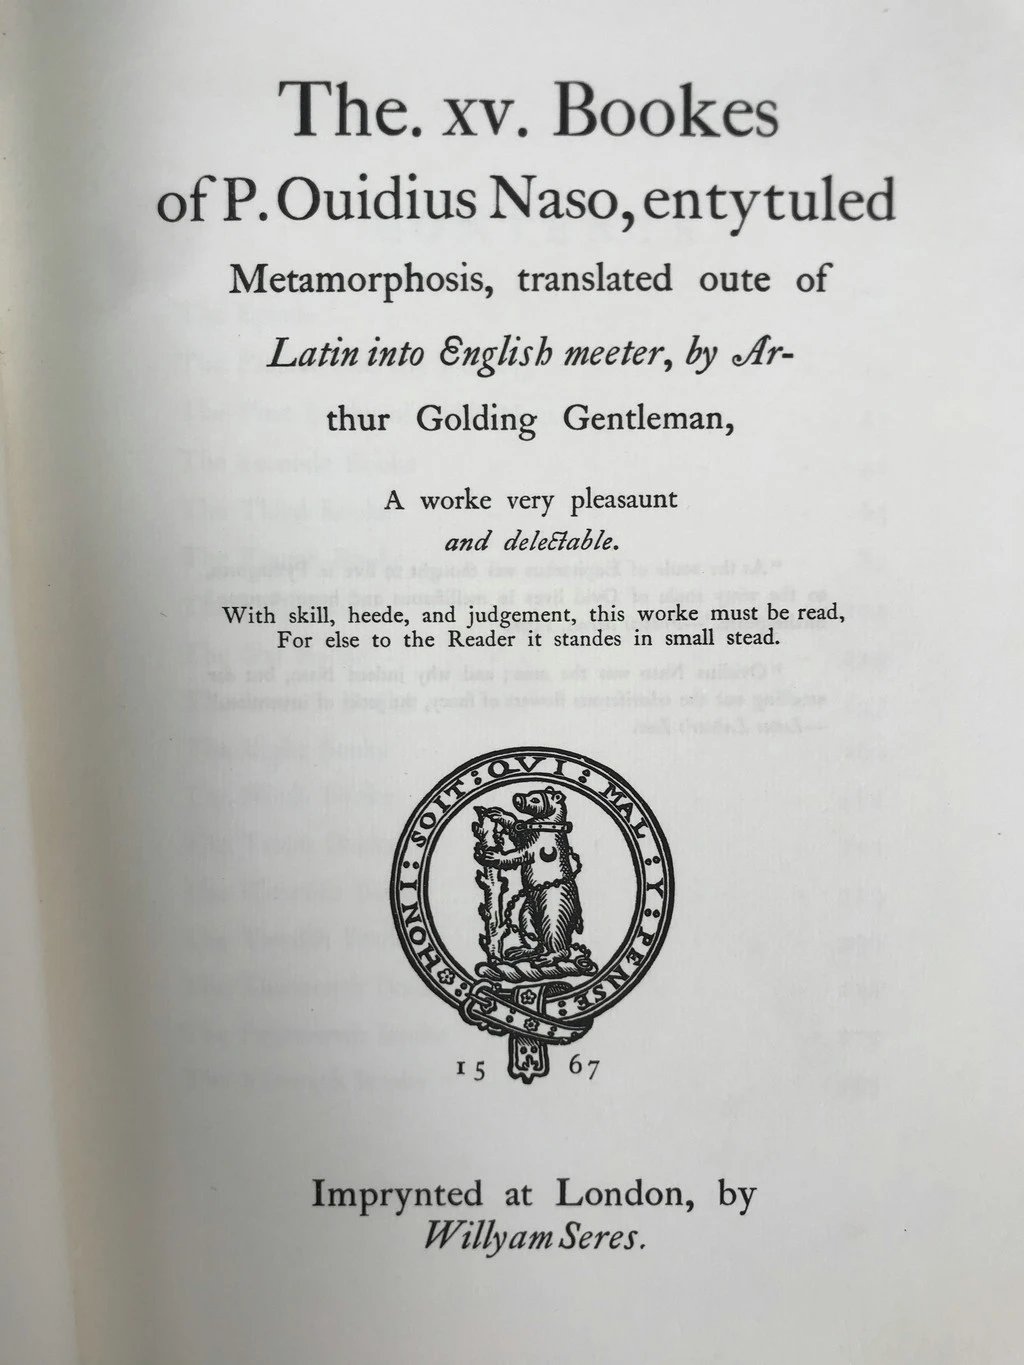 The. xv. Bookes
of P. Ouidius Naso, entytuled
Metamorphosis, translated oute of
Latin into English meeter, by Ar-
thur Golding Gentleman,
A worke very pleasaunt
and delectable.
With skill, heede, and judgement, this worke must be read,
For else to the Reader it standes in small stead.
HONI : SOIT : QVI : MAL : Y : PENSE
15 67
Imprynted at London, by
Willyam Seres.